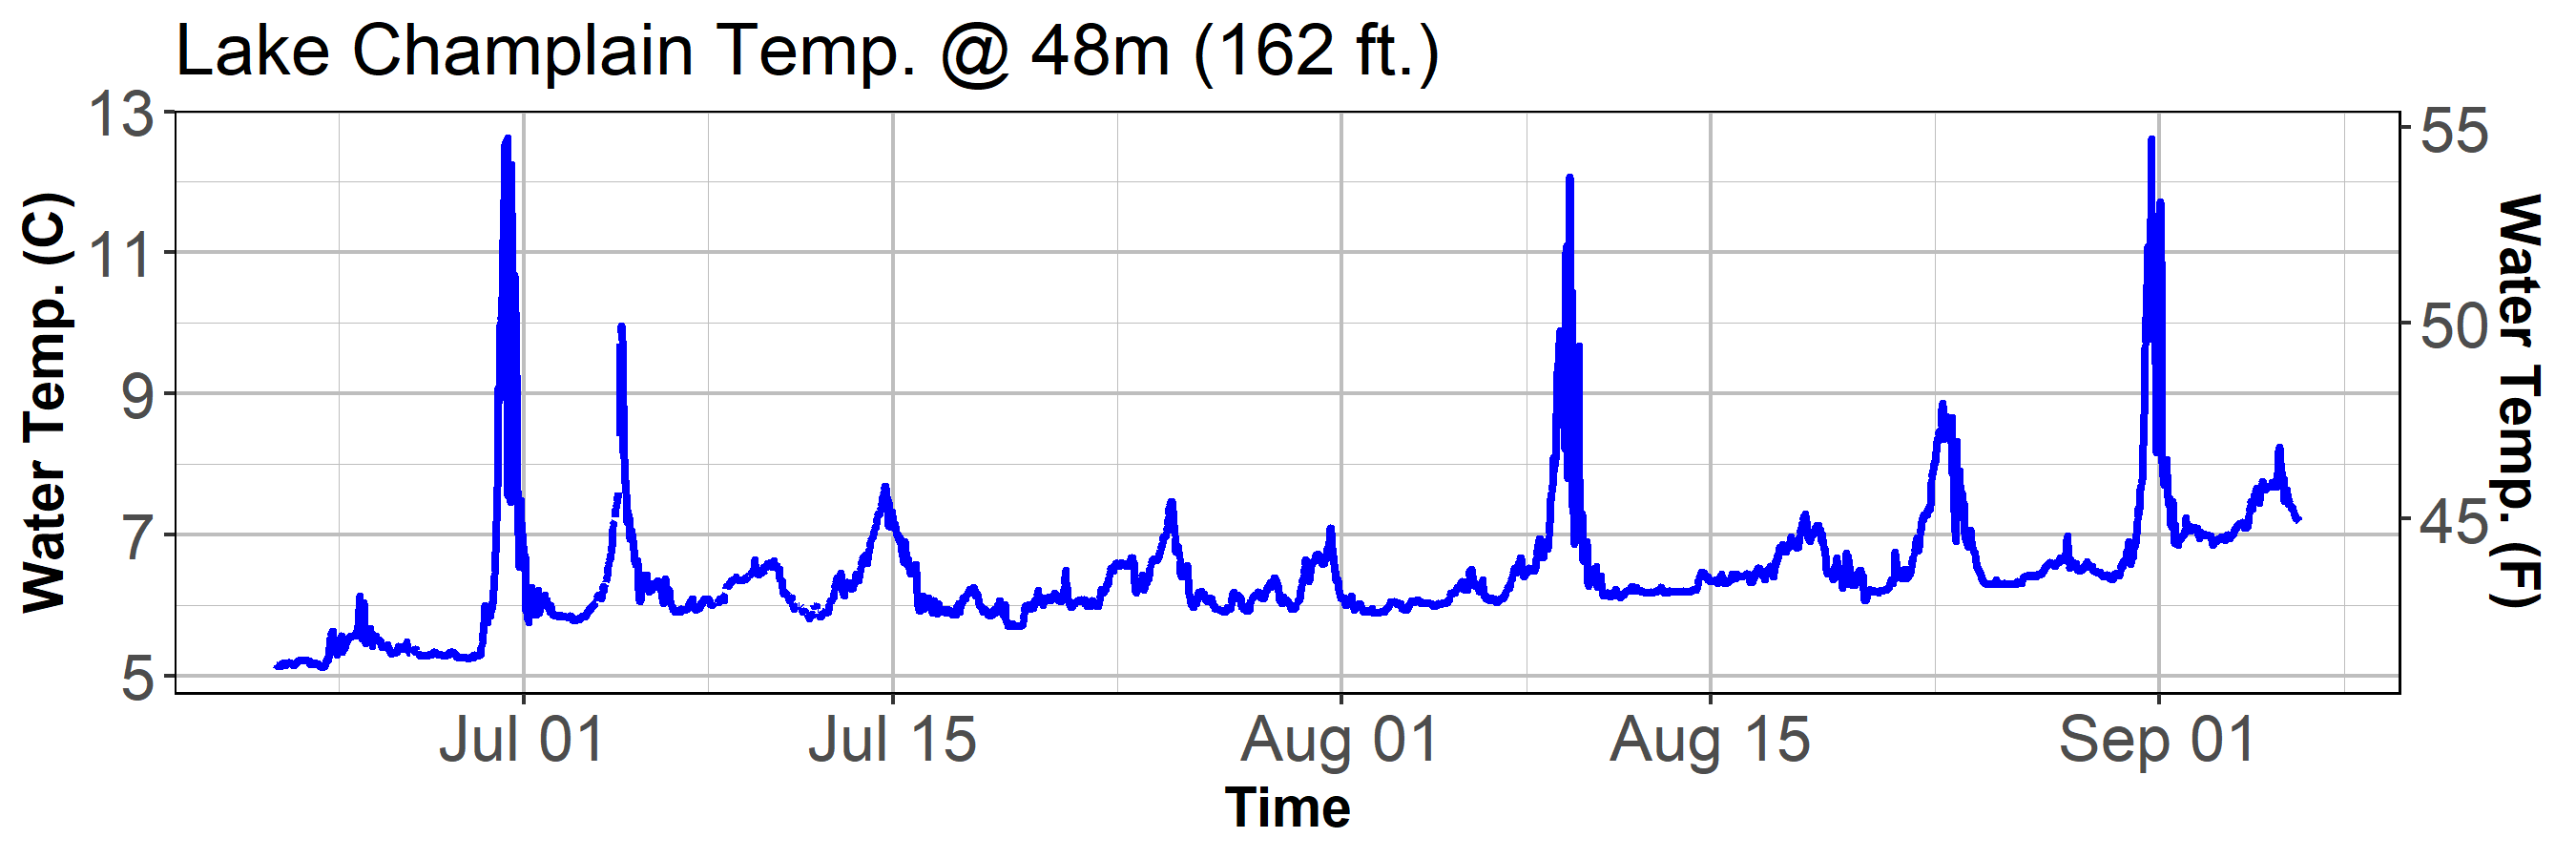 Lake Champlain Temp. @ 48m (162 ft.)
Water Temp. (C)
13
11
9
7
5
55
50
45
Water Temp. (F)
Jul 01
Jul 15
Aug 01
Aug 15
Sep 01
Time